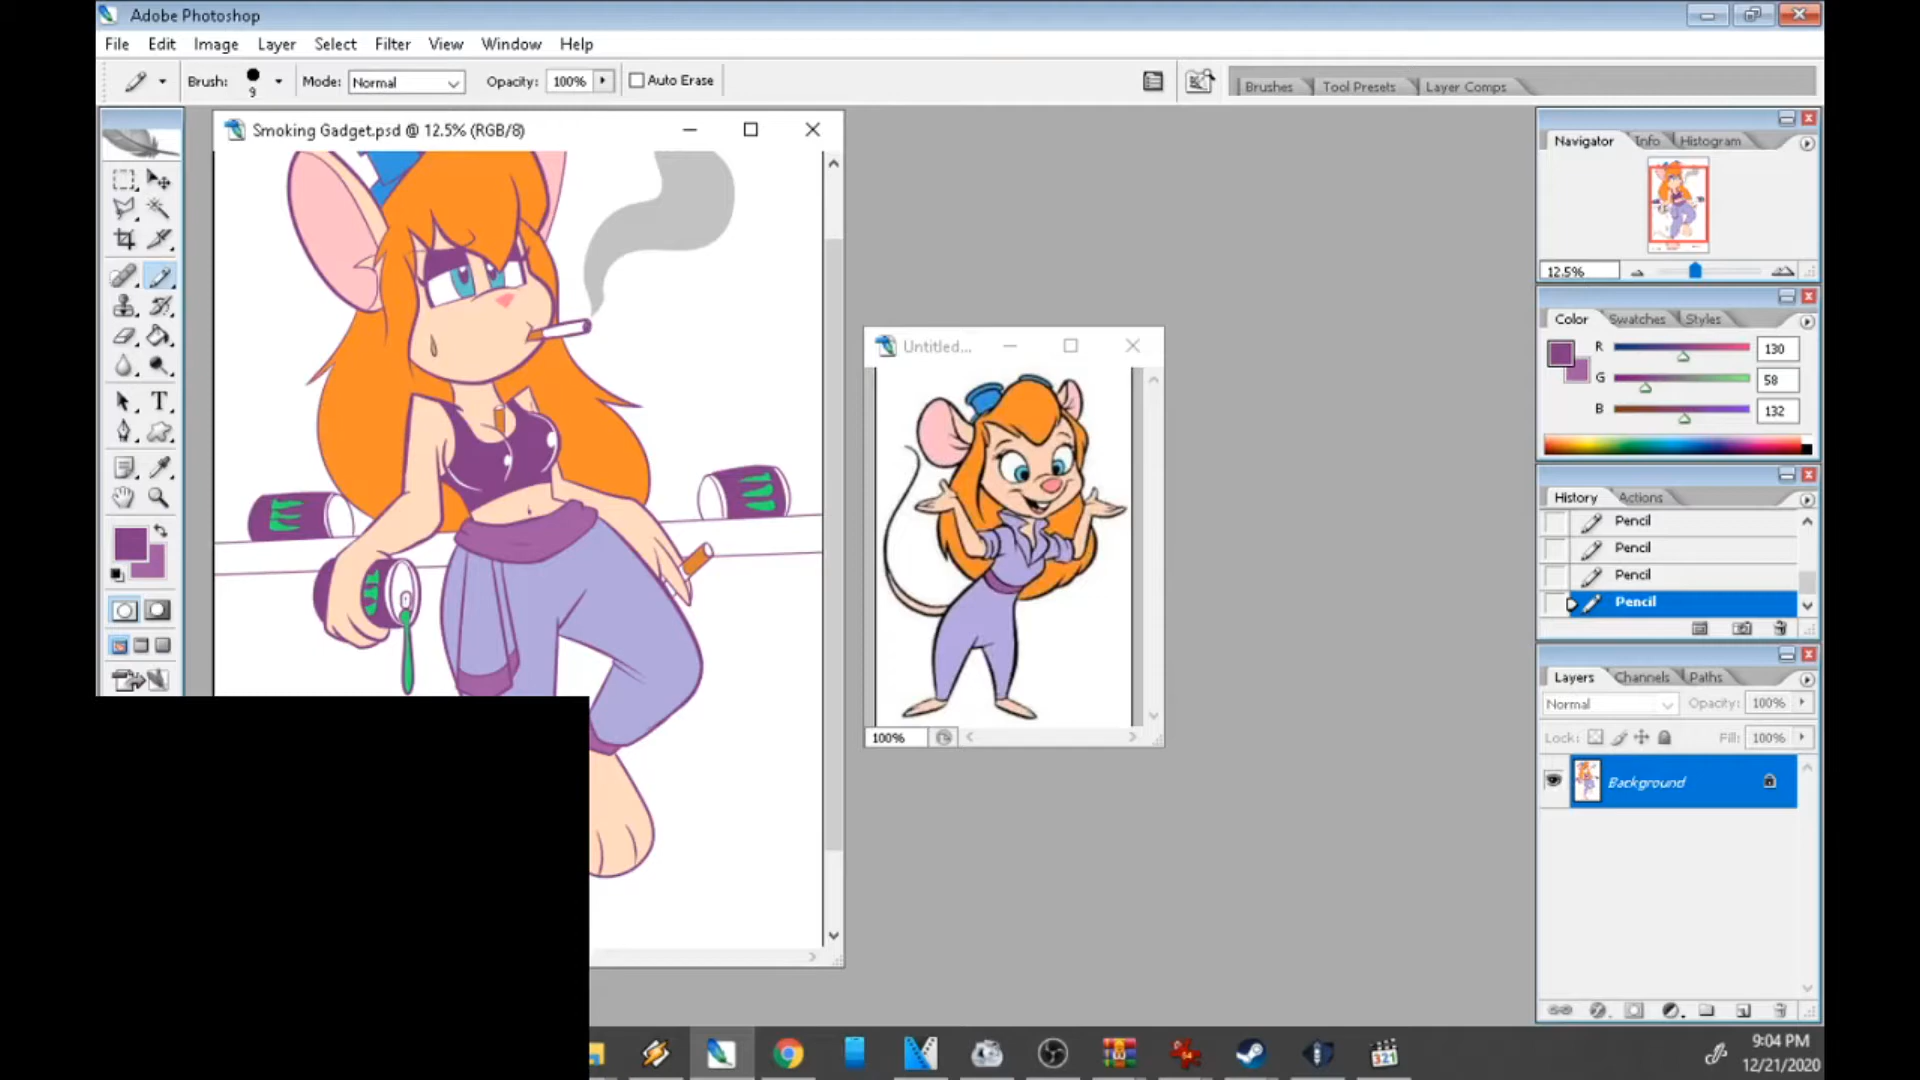 Adobe Photoshop
File Edit Image Layer Select Filter View Window Help
Brush: 9 Mode: Normal Opacity: 100% Auto Erase Brushes Tool Presets Layer Comps
Smoking Gadget.psd @ 12.5% (RGB/8)
Navigator Info Histogram
12.5%
Color Swatches Styles
R 130
G 58
B 132
Untitled...
100%
History Actions
Pencil
Pencil
Pencil
Pencil
Layers Channels Paths
Normal Opacity: 100%
Lock: Fill: 100%
Background
321
9:04 PM
12/21/2020